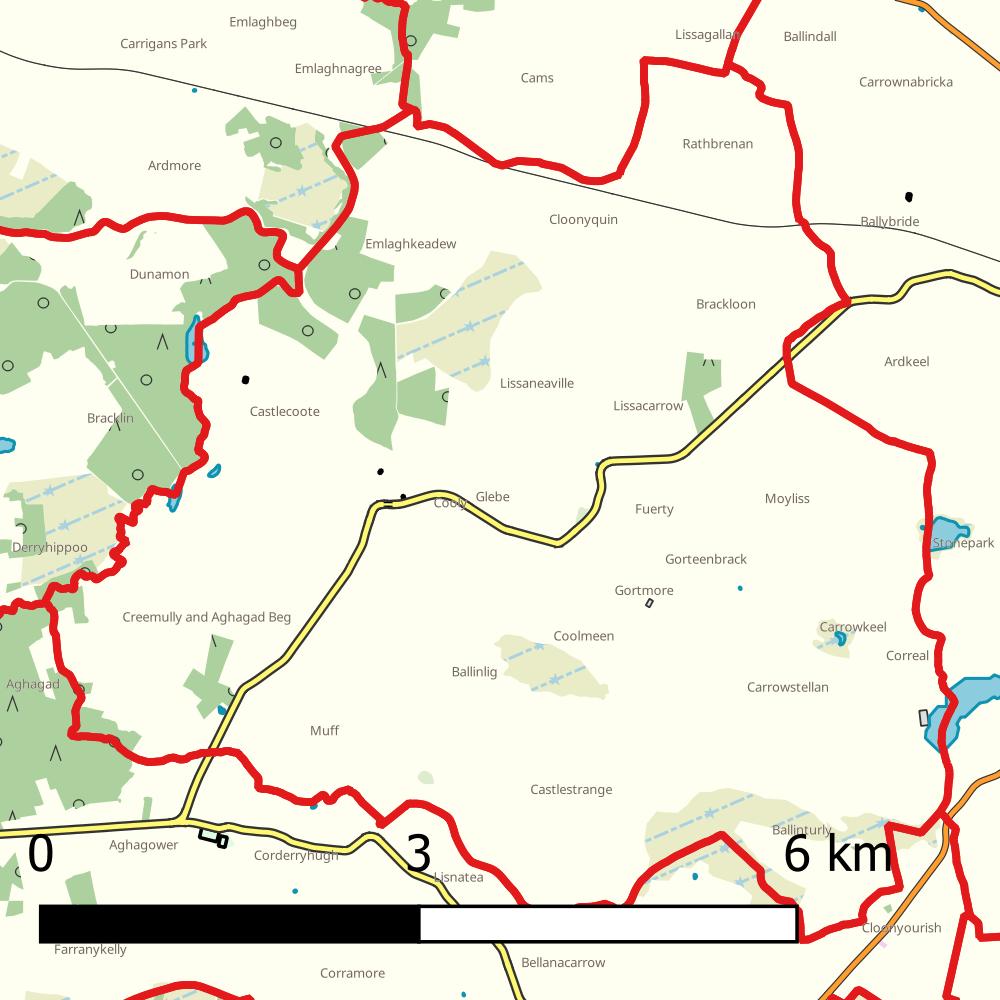 Emlaghbeg
Carrigans Park
Lissagallan
Ballindall
Emlaghnagree
Cams
Carrownabricka
Rathbrenan
Ardmore
Cloonyquin
Ballybride
Emlaghkeadew
Dunamon
Brackloon
Ardkeel
Lissaneaville
Lissacarrow
Castlecoote
Bracklin
Cooly
Glebe
Moyliss
Fuerty
Derryhippoo
Stonepark
Gorteenbrack
Gortmore
Creemully and Aghagad Beg
Carrowkeel
Coolmeen
Correal
Ballinlig
Aghagad
Carrowstellan
Muff
Castlestrange
Ballinturly
Aghagower
Corderryhugh
0
3
6 km
Lisnatea
Cloonyourish
Farranykelly
Bellanacarrow
Corramore